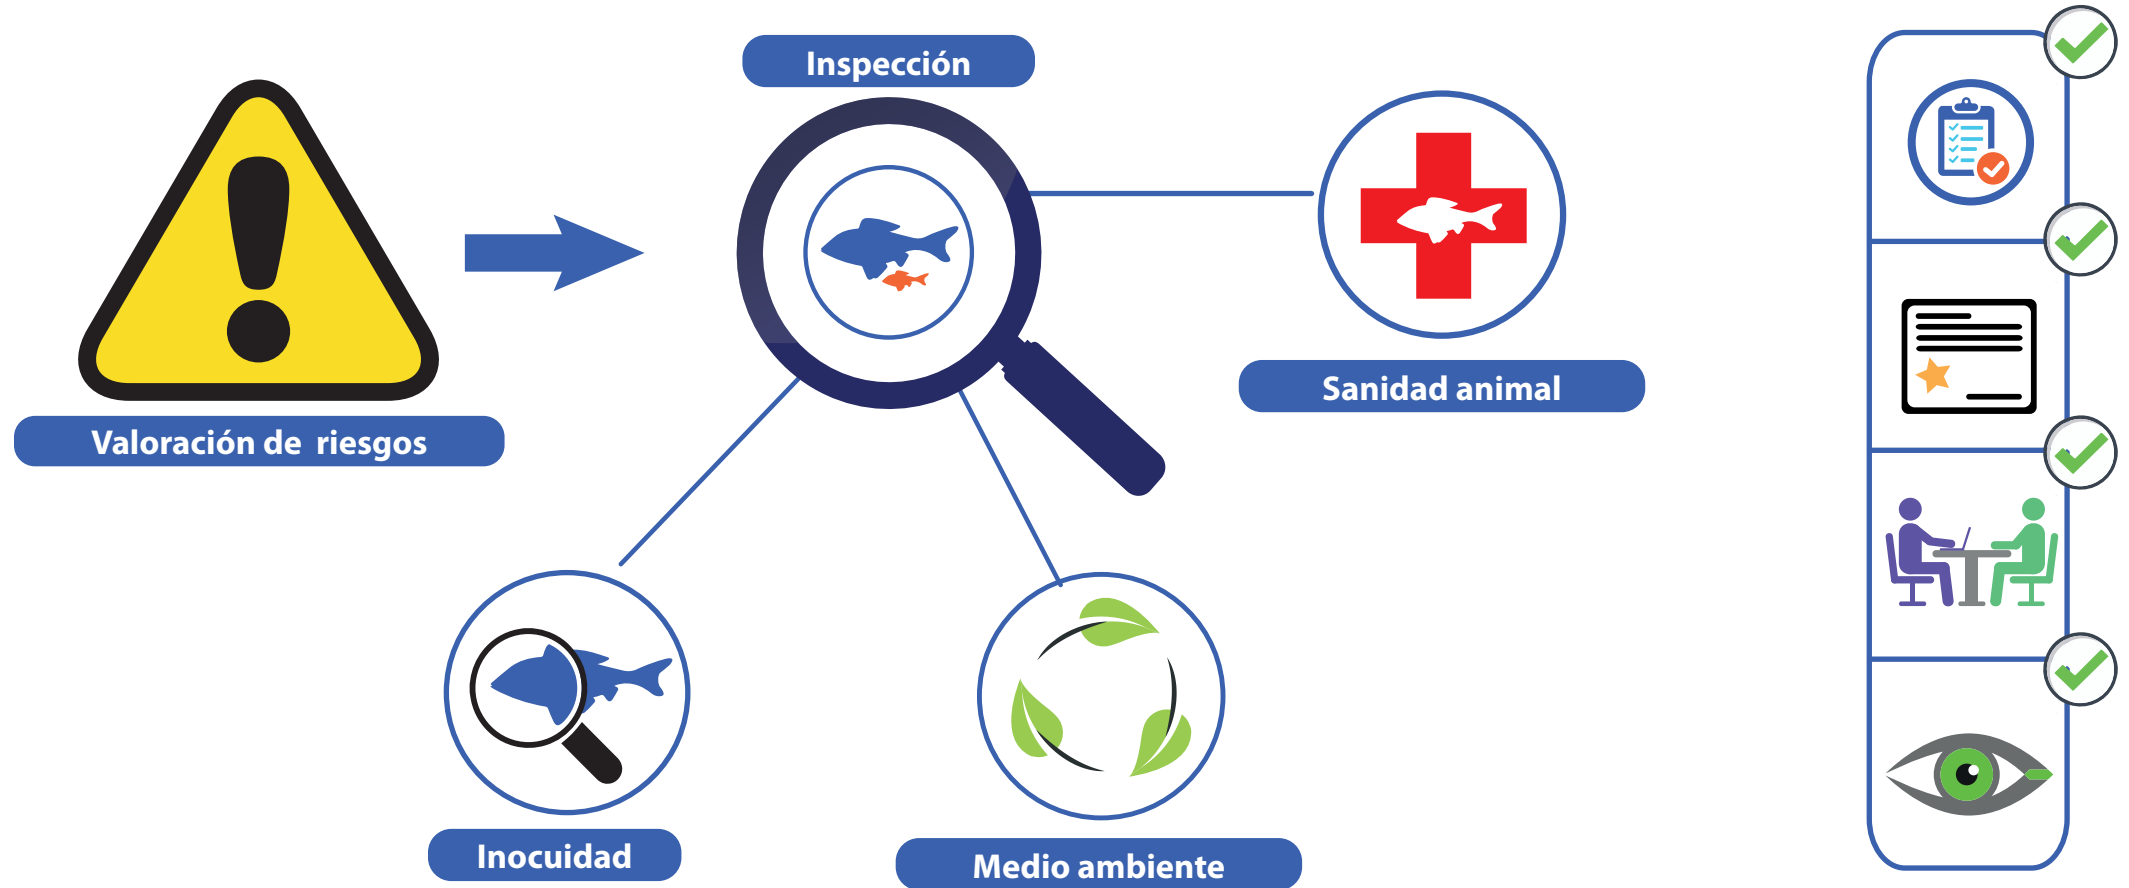 Inspección
Valoración de riesgos
Sanidad animal
Inocuidad
Medio ambiente